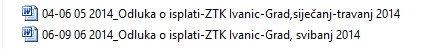 04-06 05 2014_Odluka o isplati-ZTK Ivanic-Grad,siječanj-travanj 2014
06-09 06 2014_Odluka o isplati-ZTK Ivanic-Grad, svibanj 2014